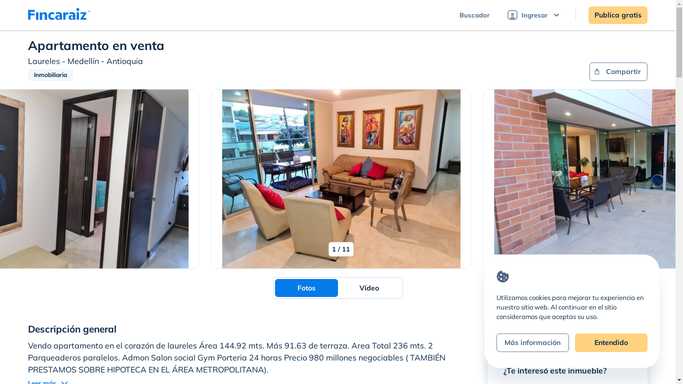 Fincaraiz
Buscador
Ingresar
Publica gratis
Apartamento en venta
Laureles - Medellín - Antioquia
Inmobiliaria
Compartir
1 / 11
Fotos
Video
Utilizamos cookies para mejorar tu experiencia en
nuestro sitio web. Al continuar en el sitio
consideramos que aceptas su uso.
Más información
Entendido
Descripción general
Vendo apartamento en el corazón de laureles Área 144.92 mts. Más 91.63 de terraza. Area Total 236 mts. 2
Parqueaderos paralelos. Admon Salon social Gym Porteria 24 horas Precio 980 millones negociables ( TAMBIÉN
PRESTAMOS SOBRE HIPOTECA EN EL ÁREA METROPOLITANA).
Leer más
¿Te interesó este inmueble?